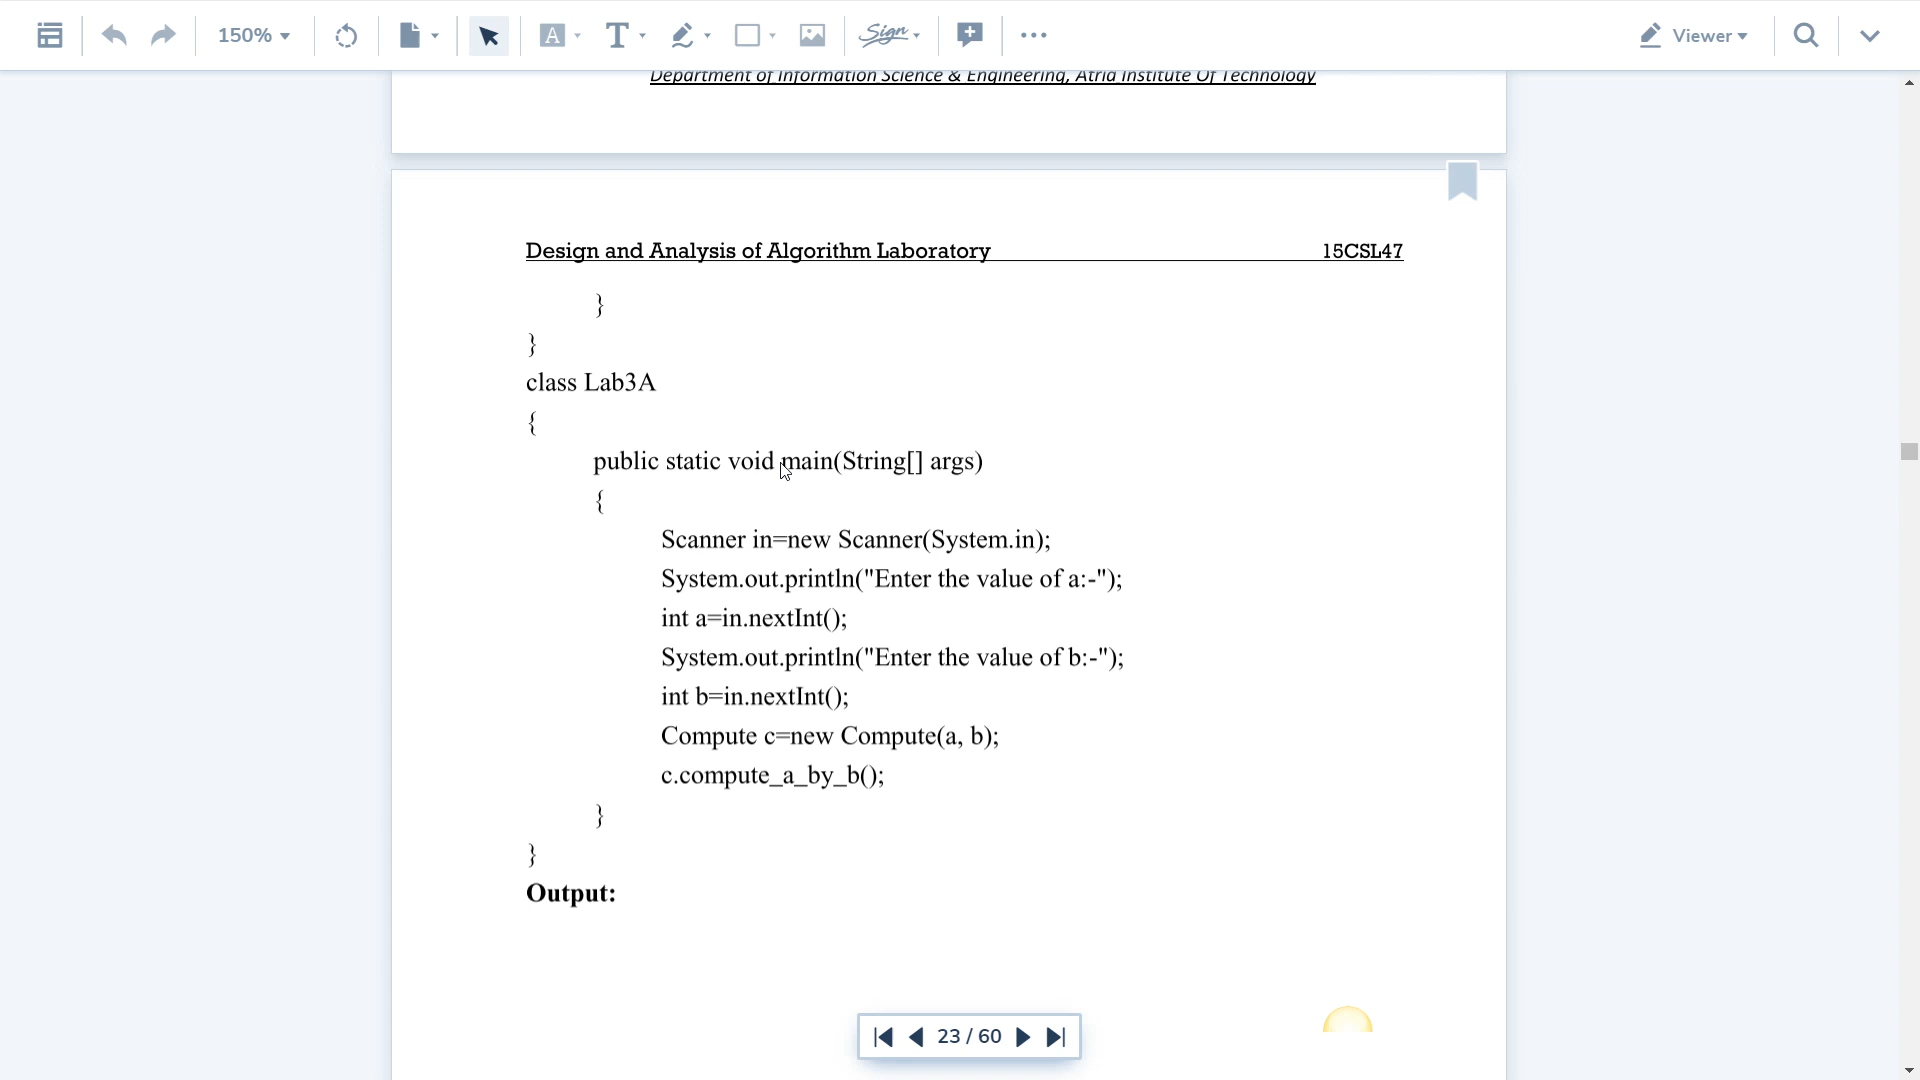 150%
A
T
Sign
Viewer
Department of Information Science & Engineering, Atria Institute Of Technology
Design and Analysis of Algorithm Laboratory 15CSL47
}
}
class Lab3A
{
public static void main(String[] args)
{
Scanner in=new Scanner(System.in);
System.out.println("Enter the value of a:-");
int a=in.nextInt();
System.out.println("Enter the value of b:-");
int b=in.nextInt();
Compute c=new Compute(a, b);
c.compute_a_by_b();
}
}
Output:
23 / 60